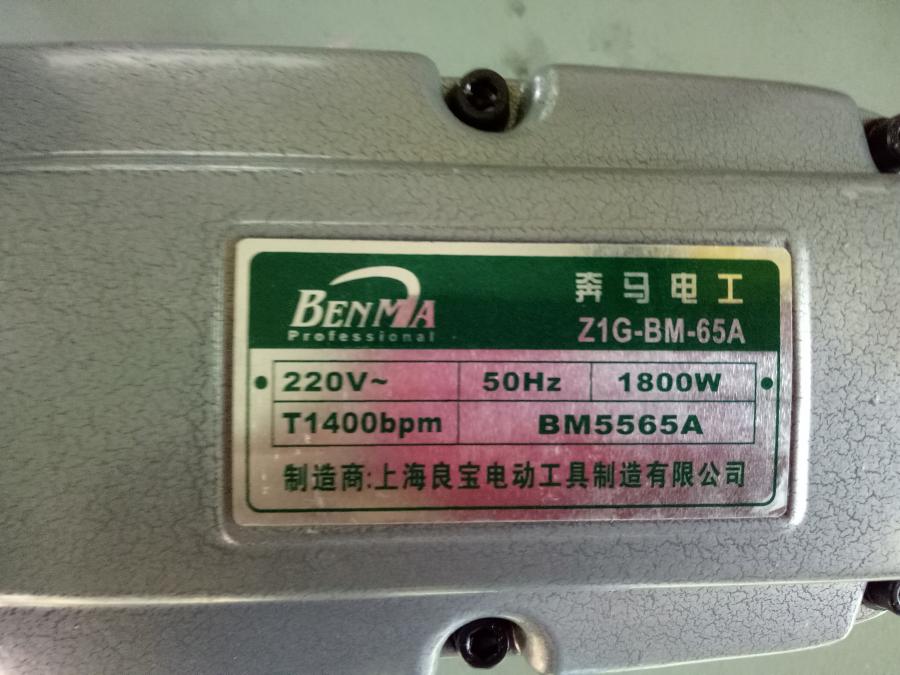 BENMA
Professional
奔马电工
Z1G-BM-65A
220V~ 50Hz 1800W
T1400bpm BM5565A
制造商:上海良宝电动工具制造有限公司